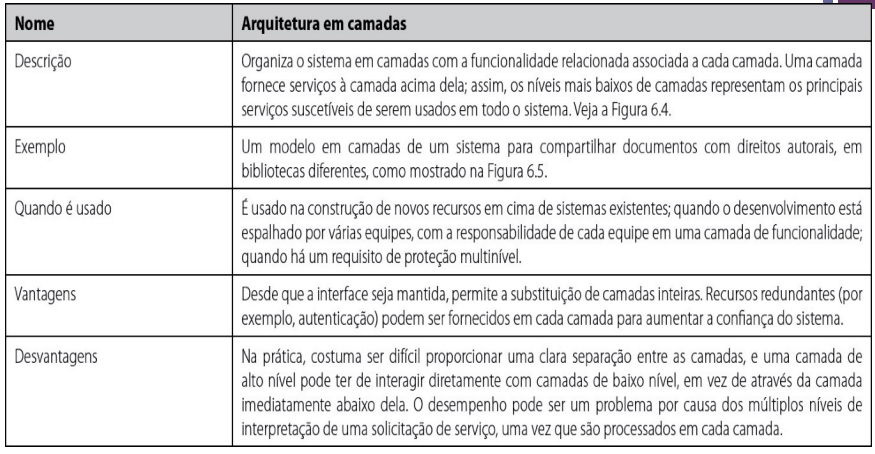 Nome
Arquitetura em camadas
Descrição
Organiza o sistema em camadas com a funcionalidade relacionada associada a cada camada. Uma camada
fornece serviços à camada acima dela; assim, os níveis mais baixos de camadas representam os principais
serviços suscetíveis de serem usados em todo o sistema. Veja a Figura 6.4.
Exemplo
Um modelo em camadas de um sistema para compartilhar documentos com direitos autorais, em
bibliotecas diferentes, como mostrado na Figura 6.5.
Quando é usado
É usado na construção de novos recursos em cima de sistemas existentes; quando o desenvolvimento está
espalhado por várias equipes, com a responsabilidade de cada equipe em uma camada de funcionalidade;
quando há um requisito de proteção multinível.
Vantagens
Desde que a interface seja mantida, permite a substituição de camadas inteiras. Recursos redundantes (por
exemplo, autenticação) podem ser fornecidos em cada camada para aumentar a confiança do sistema.
Desvantagens
Na prática, costuma ser difícil proporcionar uma clara separação entre as camadas, e uma camada de
alto nível pode ter de interagir diretamente com camadas de baixo nível, em vez de através da camada
imediatamente abaixo dela. O desempenho pode ser um problema por causa dos múltiplos níveis de
interpretação de uma solicitação de serviço, uma vez que são processados em cada camada.